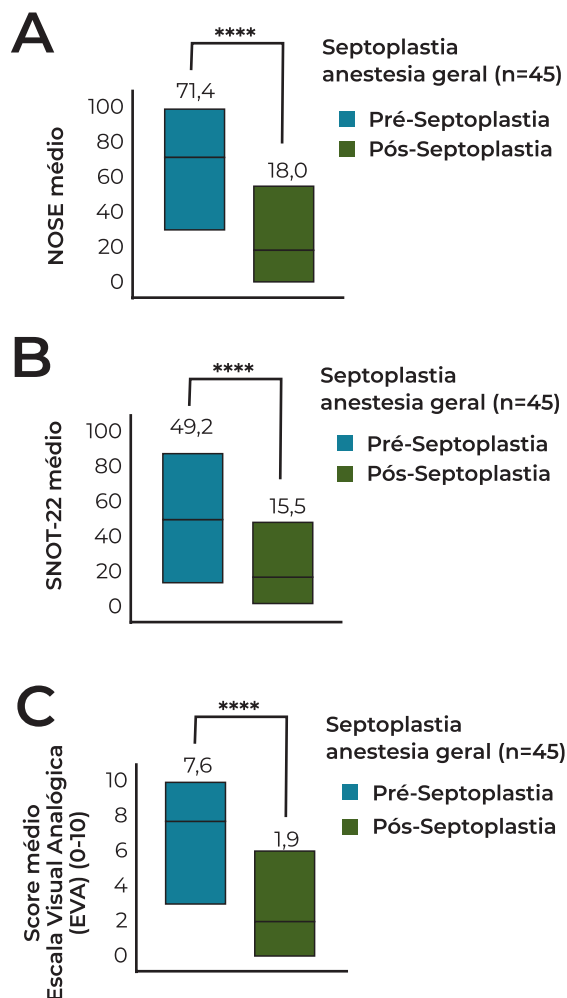 A
****
Septoplastia
anestesia geral (n=45)
Pré-Septoplastia
Pós-Septoplastia
NOSE médio
100
80
60
40
20
0
71,4
18,0
B
****
Septoplastia
anestesia geral (n=45)
Pré-Septoplastia
Pós-Septoplastia
SNOT-22 médio
100
80
60
40
20
0
49,2
15,5
C
****
Septoplastia
anestesia geral (n=45)
Pré-Septoplastia
Pós-Septoplastia
Score médio
Escala Visual Analógica
(EVA) (0-10)
10
8
6
4
2
0
7,6
1,9